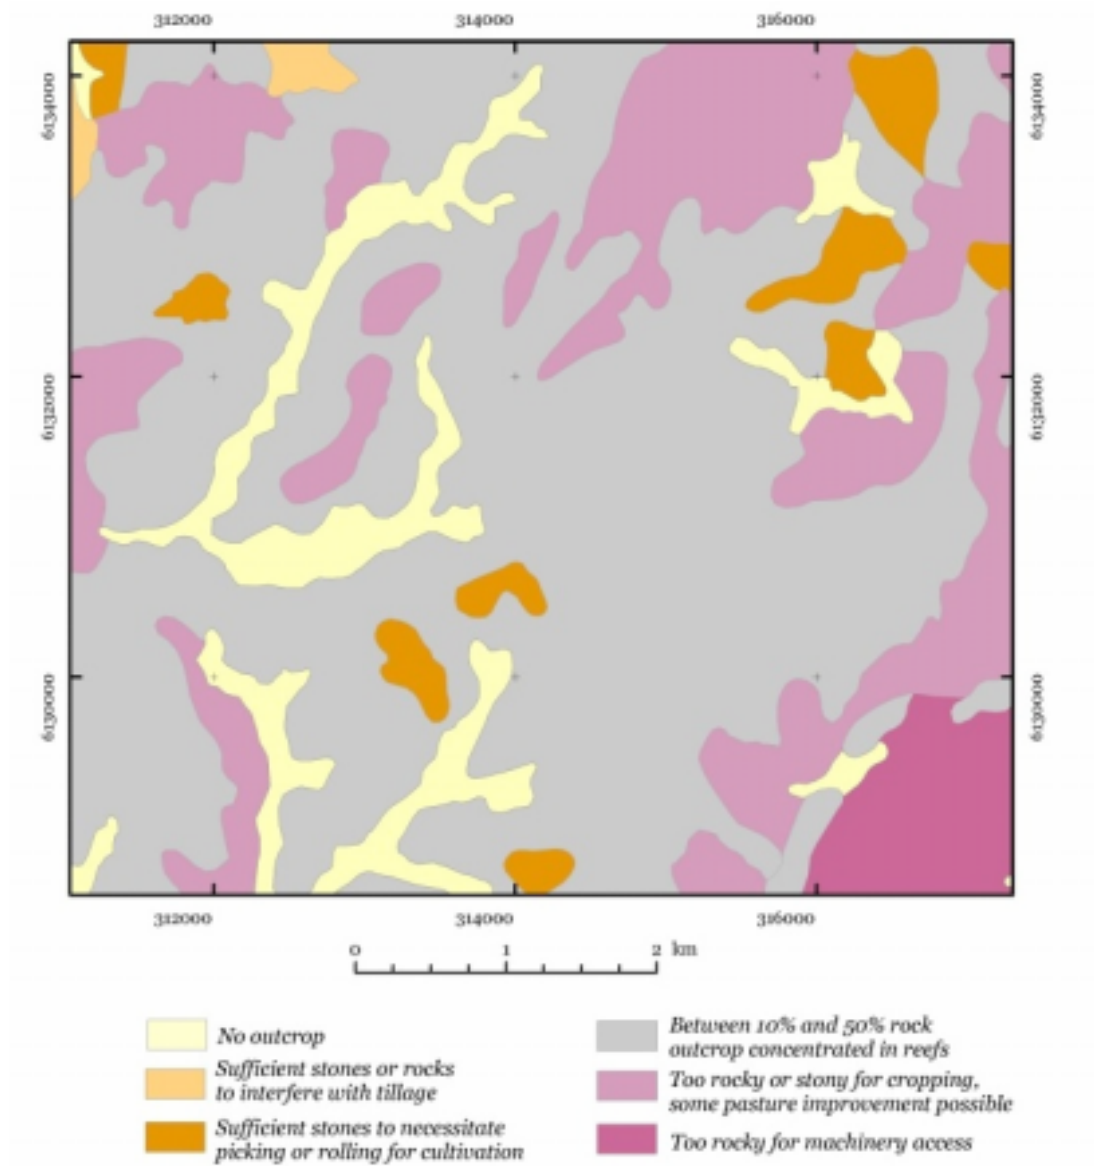 312000 314000 316000
6134000 6134000
6132000 6132000
6130000 6130000
312000 314000 316000
0 1 2 km
No outcrop
Sufficient stones or rocks
to interfere with tillage
Sufficient stones to necessitate
picking or rolling for cultivation
Between 10% and 50% rock
outcrop concentrated in reefs
Too rocky or stony for cropping,
some pasture improvement possible
Too rocky for machinery access